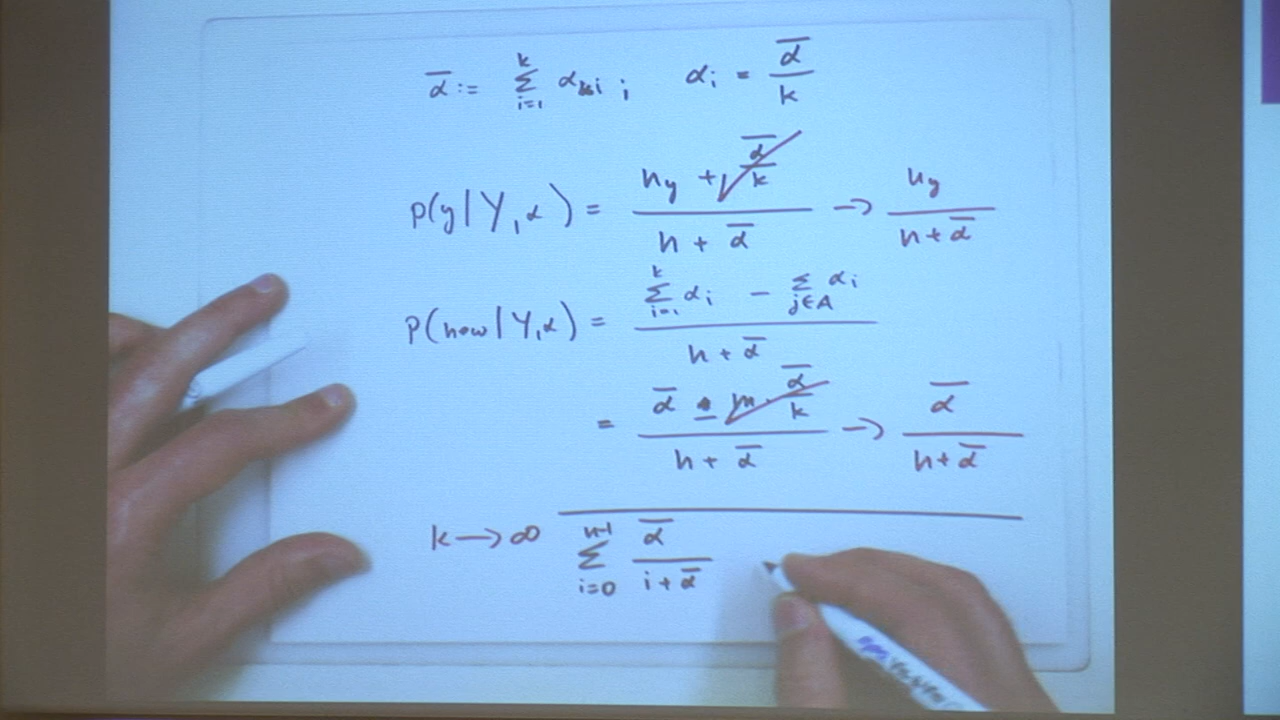 ᾱ := Σ_{i=1}^{k} α_i ; α_i = ᾱ/k
p(y|Y,α) = (n_y + ᾱ/k)/(n + ᾱ) → n_y/(n + ᾱ)
p(new|Y,α) = (Σ_{i=1}^{k} α_i − Σ_{j∈A} α_i)/(n + ᾱ)
= (ᾱ − m · ᾱ/k)/(n + ᾱ) → ᾱ/(n + ᾱ)
k → ∞ Σ_{i=0}^{n-1} ᾱ/(i + ᾱ)